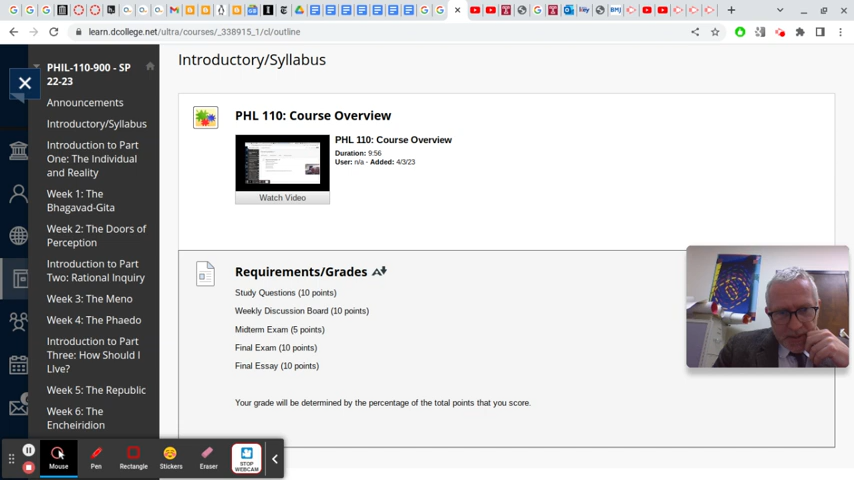 learn.dcollege.net/ultra/courses/_338915_1/cl/outline
PHIL-110-900 - SP
22-23
Announcements
Introductory/Syllabus
Introduction to Part
One: The Individual
and Reality
Week 1: The
Bhagavad-Gita
Week 2: The Doors of
Perception
Introduction to Part
Two: Rational Inquiry
Week 3: The Meno
Week 4: The Phaedo
Introduction to Part
Three: How Should I
LIve?
Week 5: The Republic
Week 6: The
Encheiridion
Introductory/Syllabus
PHL 110: Course Overview
PHL 110: Course Overview
Duration: 9:56
User: n/a - Added: 4/3/23
Watch Video
Requirements/Grades
Study Questions (10 points)
Weekly Discussion Board (10 points)
Midterm Exam (5 points)
Final Exam (10 points)
Final Essay (10 points)
Your grade will be determined by the percentage of the total points that you score.
Mouse
Pen
Rectangle
Stickers
Eraser
STOP
WEBCAM